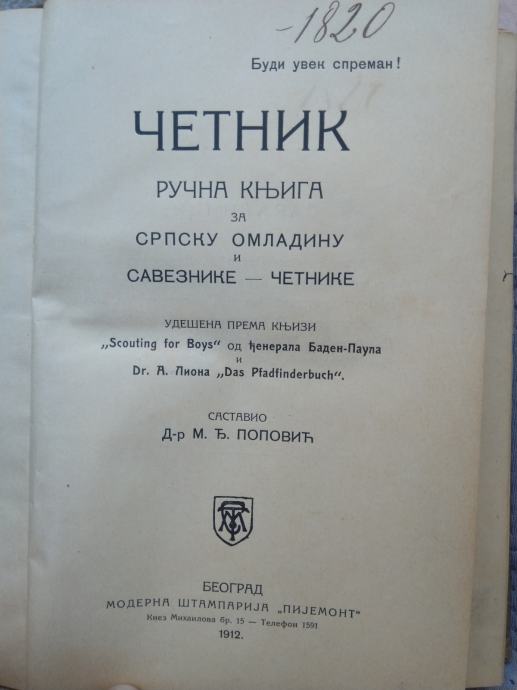 -1820
Буди увек спреман!
ЧЕТНИК
РУЧНА КЊИГА
ЗА
СРПСКУ ОМЛАДИНУ
И
САВЕЗНИКЕ — ЧЕТНИКЕ
УДЕШЕНА ПРЕМА КЊИЗИ
„Scouting for Boys“ од ђенерала Баден-Паула
и
Dr. А. Лиона „Das Pfadfinderbuch“.
САСТАВИО
Д-р М. Ђ. ПОПОВИЋ
БЕОГРАД
МОДЕРНА ШТАМПАРИЈА „ПИЈЕМОНТ“
Кнез Михаилова бр. 15 — Телефон 1591
1912.